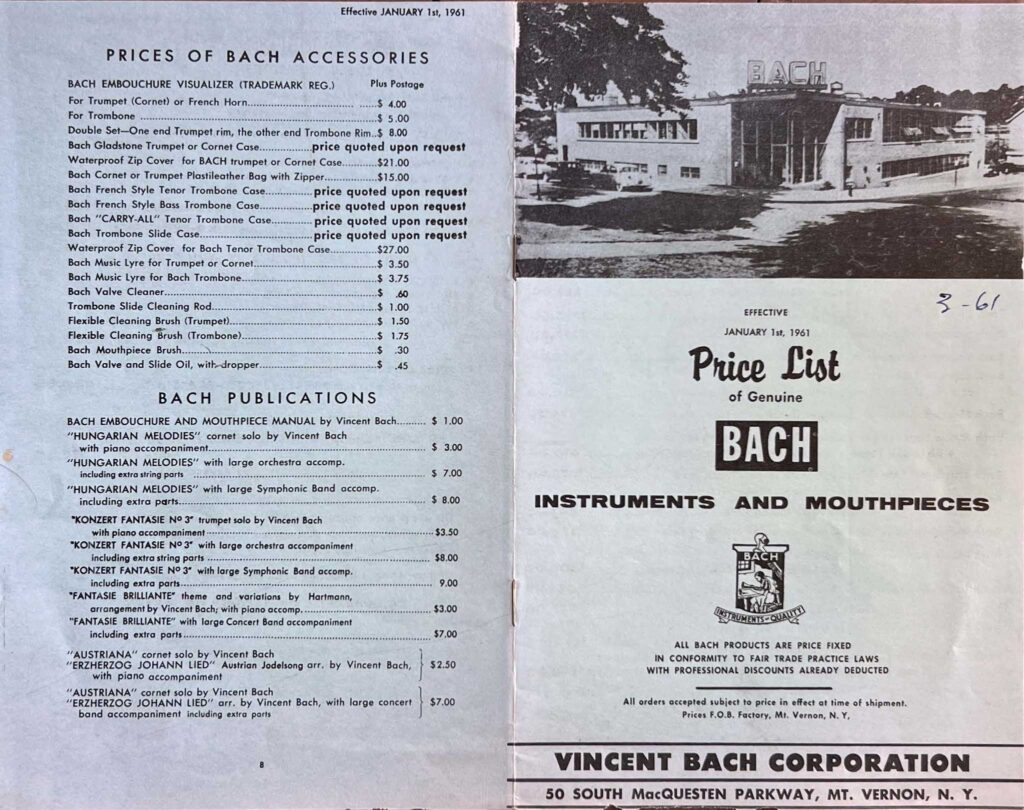 Effective JANUARY 1st, 1961
PRICES OF BACH ACCESSORIES
BACH EMBOUCHURE VISUALIZER (TRADEMARK REG.) Plus Postage
For Trumpet (Cornet) or French Horn.......... $ 4.00
For Trombone .......... $ 5.00
Double Set—One end Trumpet rim, the other end Trombone Rim..$ 8.00
Bach Gladstone Trumpet or Cornet Case..........price quoted upon request
Waterproof Zip Cover for BACH trumpet or Cornet Case..........$21.00
Bach Cornet or Trumpet Plastileather Bag with Zipper..........$15.00
Bach French Style Tenor Trombone Case..........price quoted upon request
Bach French Style Bass Trombone Case..........price quoted upon request
Bach "CARRY-ALL" Tenor Trombone Case..........price quoted upon request
Bach Trombone Slide Case..........price quoted upon request
Waterproof Zip Cover for Bach Tenor Trombone Case..........$27.00
Bach Music Lyre for Trumpet or Cornet..........$ 3.50
Bach Music Lyre for Bach Trombone..........$ 3.75
Bach Valve Cleaner..........$ .60
Trombone Slide Cleaning Rod..........$ 1.00
Flexible Cleaning Brush (Trumpet)..........$ 1.50
Flexible Cleaning Brush (Trombone)..........$ 1.75
Bach Mouthpiece Brush..........$ .30
Bach Valve and Slide Oil, with dropper..........$ .45
BACH PUBLICATIONS
BACH EMBOUCHURE AND MOUTHPIECE MANUAL by Vincent Bach.......... $ 1.00
"HUNGARIAN MELODIES" cornet solo by Vincent Bach
with piano accompaniment.......... $ 3.00
"HUNGARIAN MELODIES" with large orchestra accomp.
including extra string parts .......... $ 7.00
"HUNGARIAN MELODIES" with large Symphonic Band accomp.
including extra parts.......... $ 8.00
"KONZERT FANTASIE Nº 3" trumpet solo by Vincent Bach
with piano accompaniment..........$3.50
"KONZERT FANTASIE Nº 3" with large orchestra accompaniment
including extra string parts ..........$8.00
"KONZERT FANTASIE Nº 3" with large Symphonic Band accomp.
including extra parts.......... 9.00
"FANTASIE BRILLIANTE" theme and variations by Hartmann,
arrangement by Vincent Bach; with piano accomp...........$3.00
"FANTASIE BRILLIANTE" with large Concert Band accompaniment
including extra parts..........$7.00
"AUSTRIANA" cornet solo by Vincent Bach
"ERZHERZOG JOHANN LIED" Austrian Jodelsong arr. by Vincent Bach, $2.50
with piano accompaniment
"AUSTRIANA" cornet solo by Vincent Bach
"ERZHERZOG JOHANN LIED" arr. by Vincent Bach, with large concert $7.00
band accompaniment including extra parts
8
BACH
3-61
EFFECTIVE
JANUARY 1st, 1961
Price List
of Genuine
BACH
INSTRUMENTS AND MOUTHPIECES
BACH
INSTRUMENTS-QUALITY
ALL BACH PRODUCTS ARE PRICE FIXED
IN CONFORMITY TO FAIR TRADE PRACTICE LAWS
WITH PROFESSIONAL DISCOUNTS ALREADY DEDUCTED
All orders accepted subject to price in effect at time of shipment.
Prices F.O.B. Factory, Mt. Vernon, N. Y,
VINCENT BACH CORPORATION
50 SOUTH MacQUESTEN PARKWAY, MT. VERNON, N. Y.